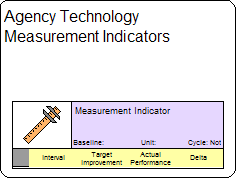 Agency Technology
Measurement Indicators
Measurement Indicator
Baseline: Unit: Cycle: Not
Interval Target Improvement Actual Performance Delta